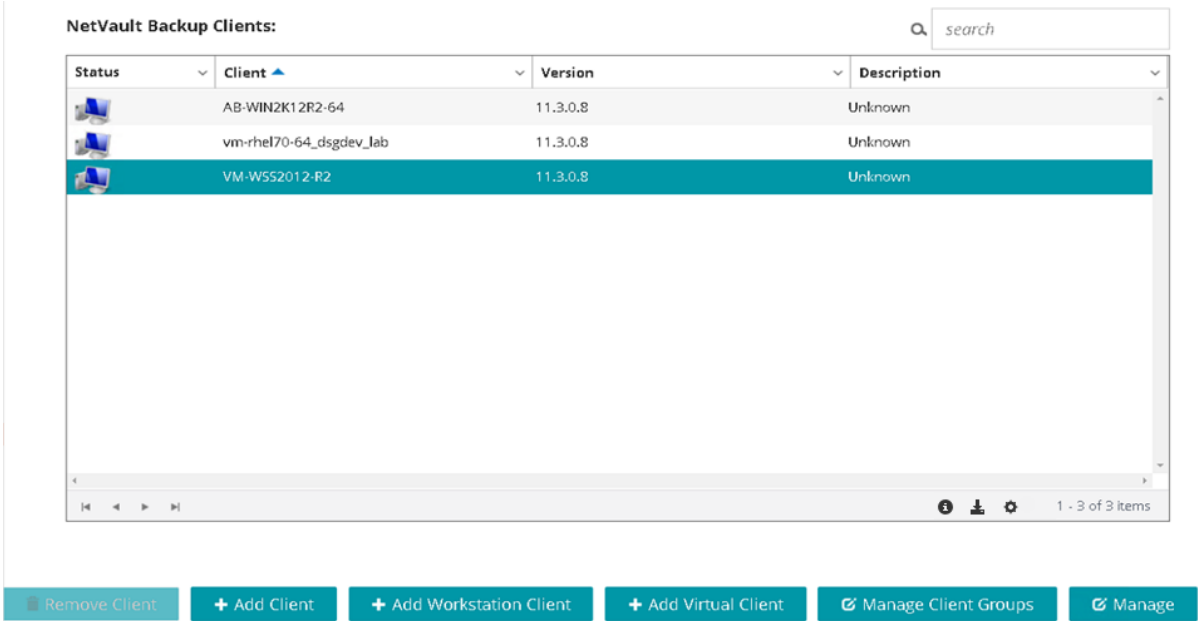 NetVault Backup Clients:
search
Status Client Version Description
AB-WIN2K12R2-64 11.3.0.8 Unknown
vm-rhel70-64_dsgdev_lab 11.3.0.8 Unknown
VM-WSS2012-R2 11.3.0.8 Unknown
1 - 3 of 3 items
Remove Client + Add Client + Add Workstation Client + Add Virtual Client Manage Client Groups Manage